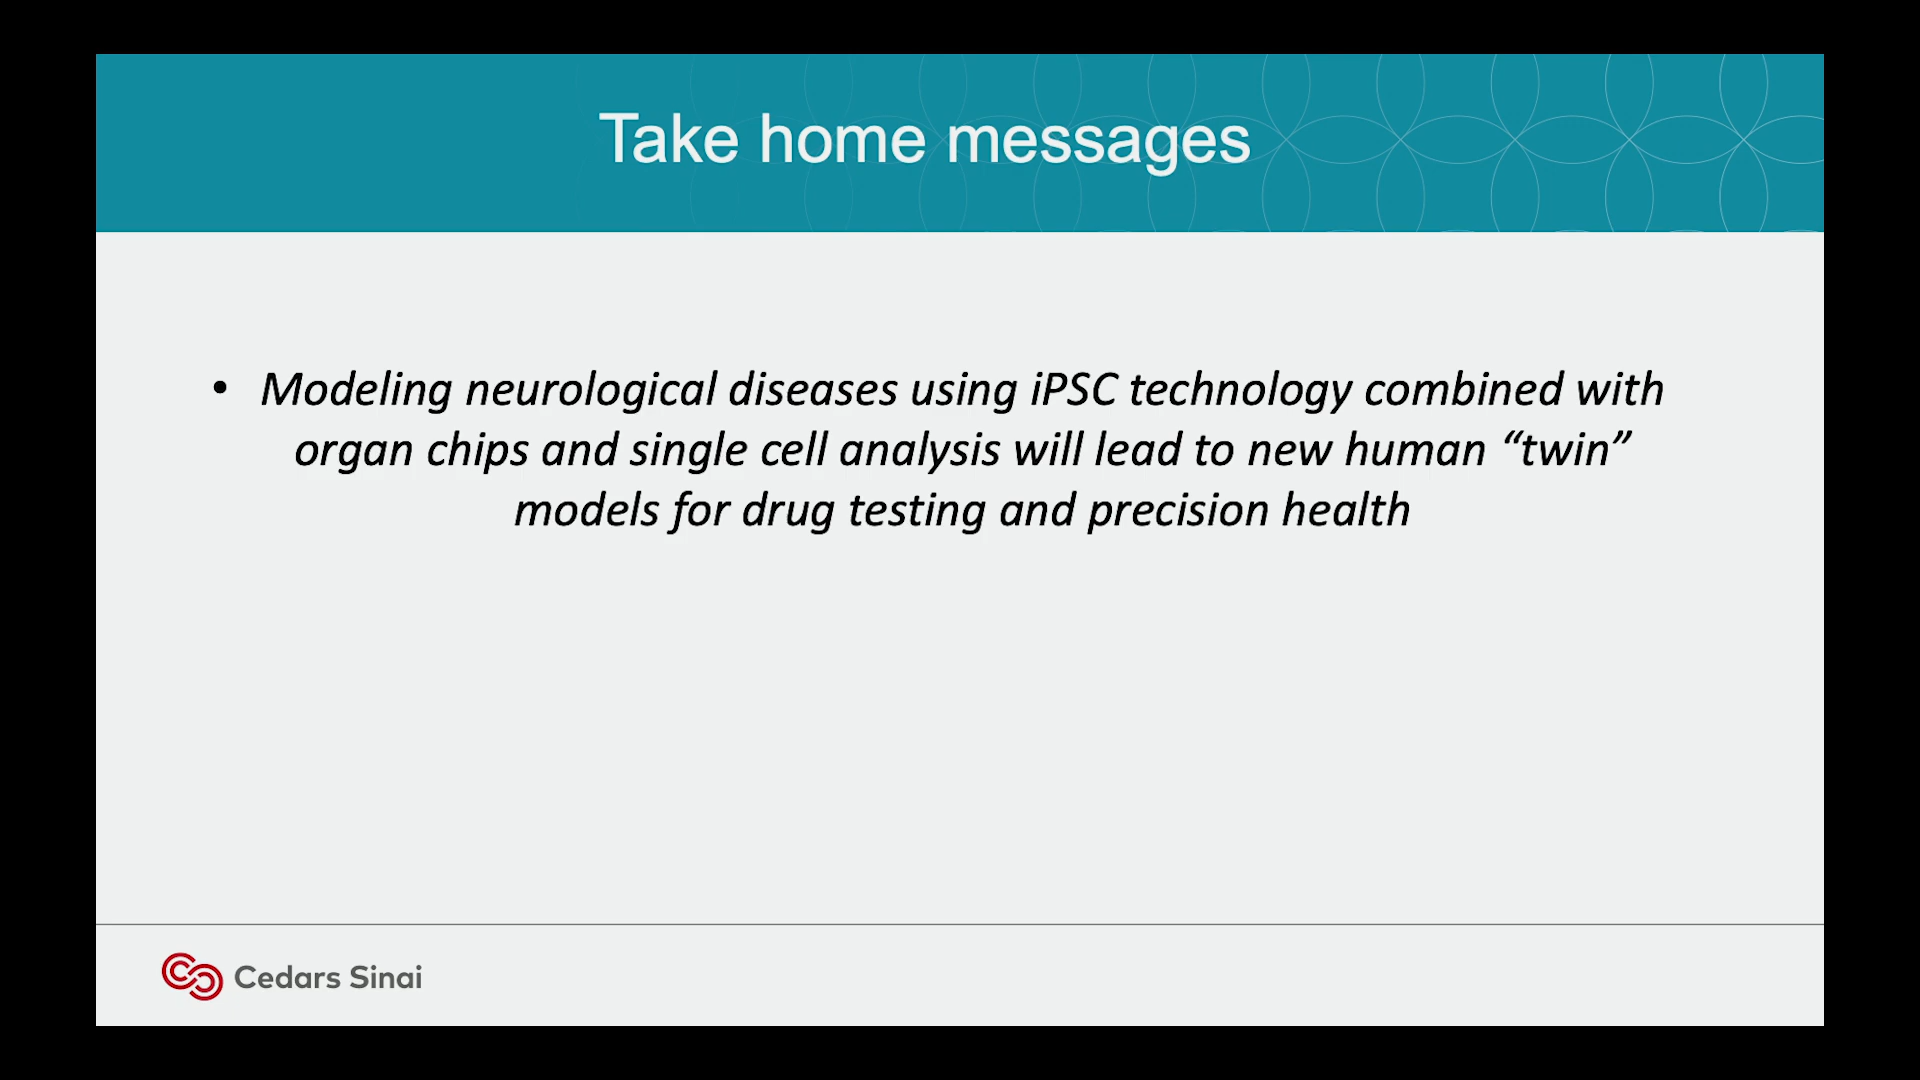 Take home messages
• Modeling neurological diseases using iPSC technology combined with
organ chips and single cell analysis will lead to new human “twin”
models for drug testing and precision health
Cedars Sinai